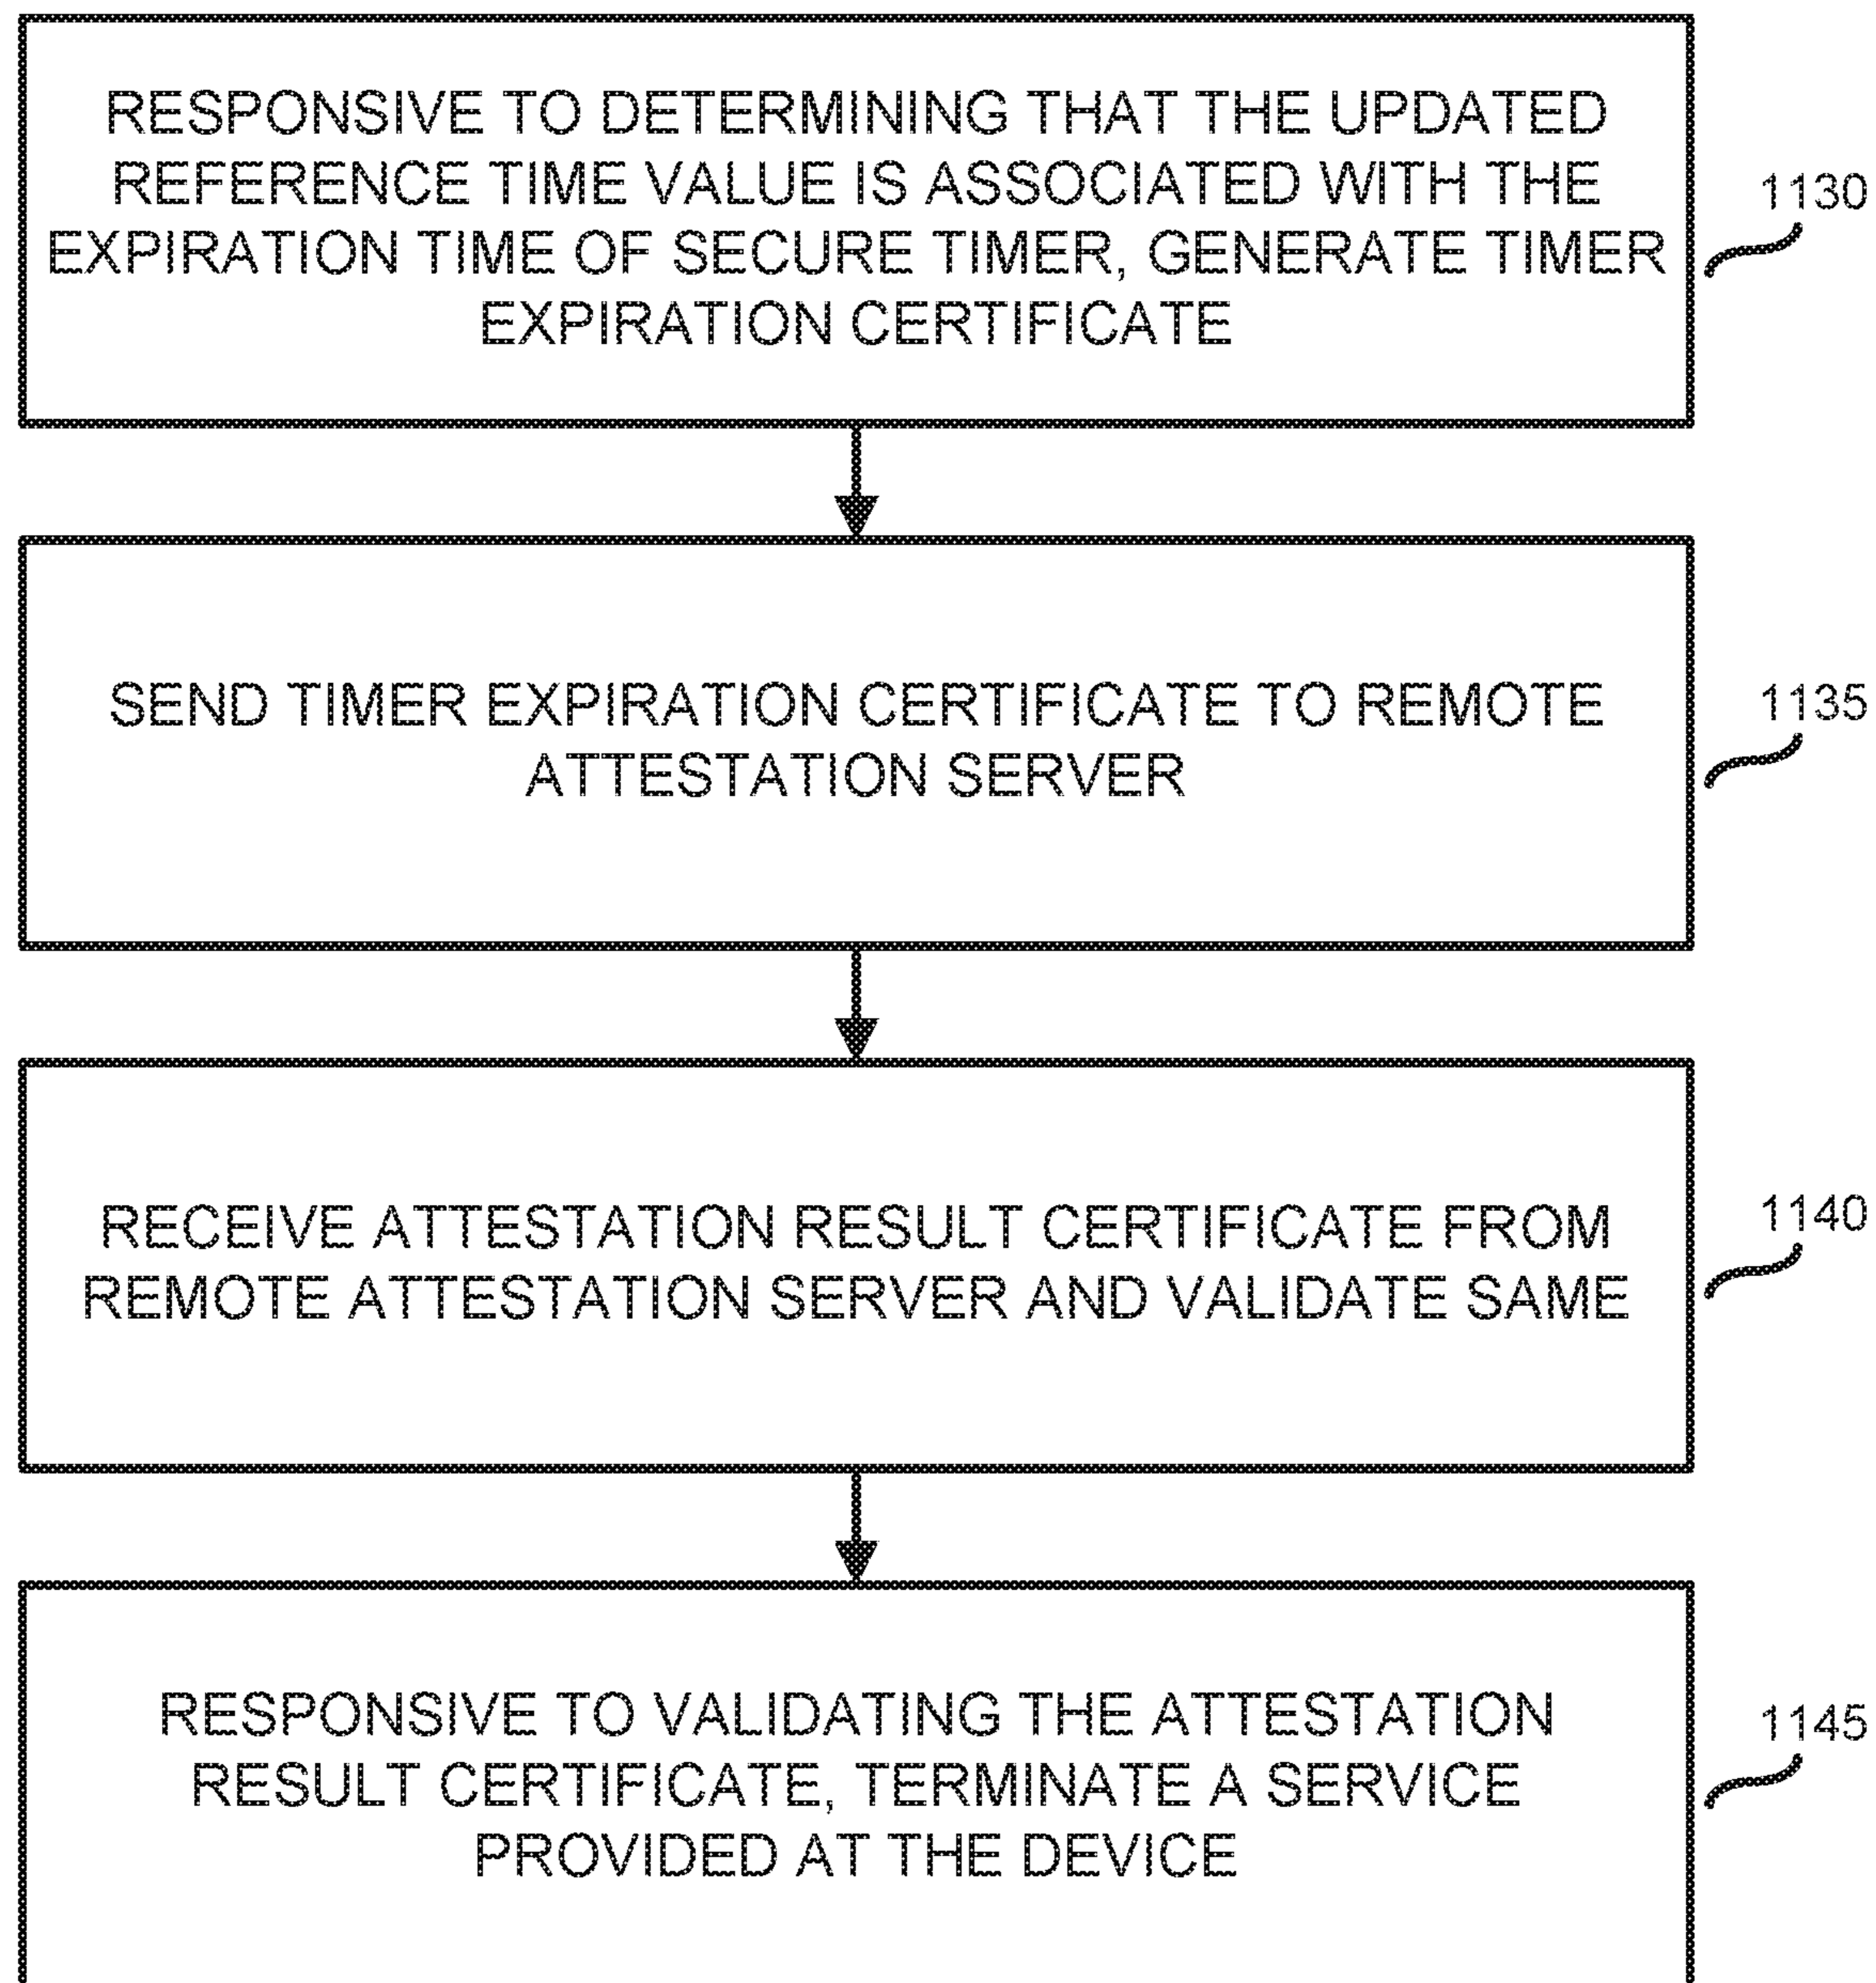 RESPONSIVE TO DETERMINING THAT THE UPDATED
REFERENCE TIME VALUE IS ASSOCIATED WITH THE
EXPIRATION TIME OF SECURE TIMER, GENERATE TIMER
EXPIRATION CERTIFICATE
1130
SEND TIMER EXPIRATION CERTIFICATE TO REMOTE
ATTESTATION SERVER
1135
RECEIVE ATTESTATION RESULT CERTIFICATE FROM
REMOTE ATTESTATION SERVER AND VALIDATE SAME
1140
RESPONSIVE TO VALIDATING THE ATTESTATION
RESULT CERTIFICATE, TERMINATE A SERVICE
PROVIDED AT THE DEVICE
1145